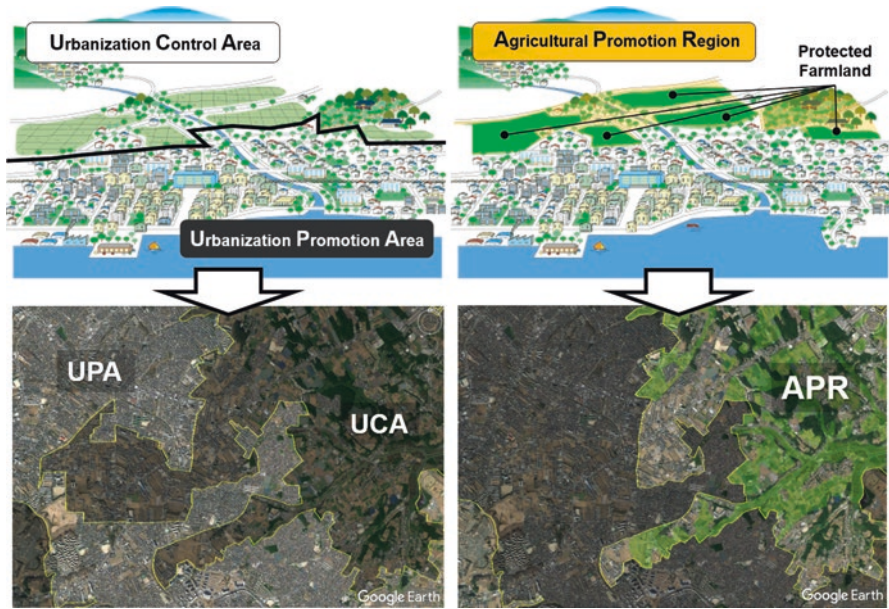 Urbanization Control Area
Agricultural Promotion Region
Protected
Farmland
Urbanization Promotion Area
UPA
UCA
APR
Google Earth
Google Earth